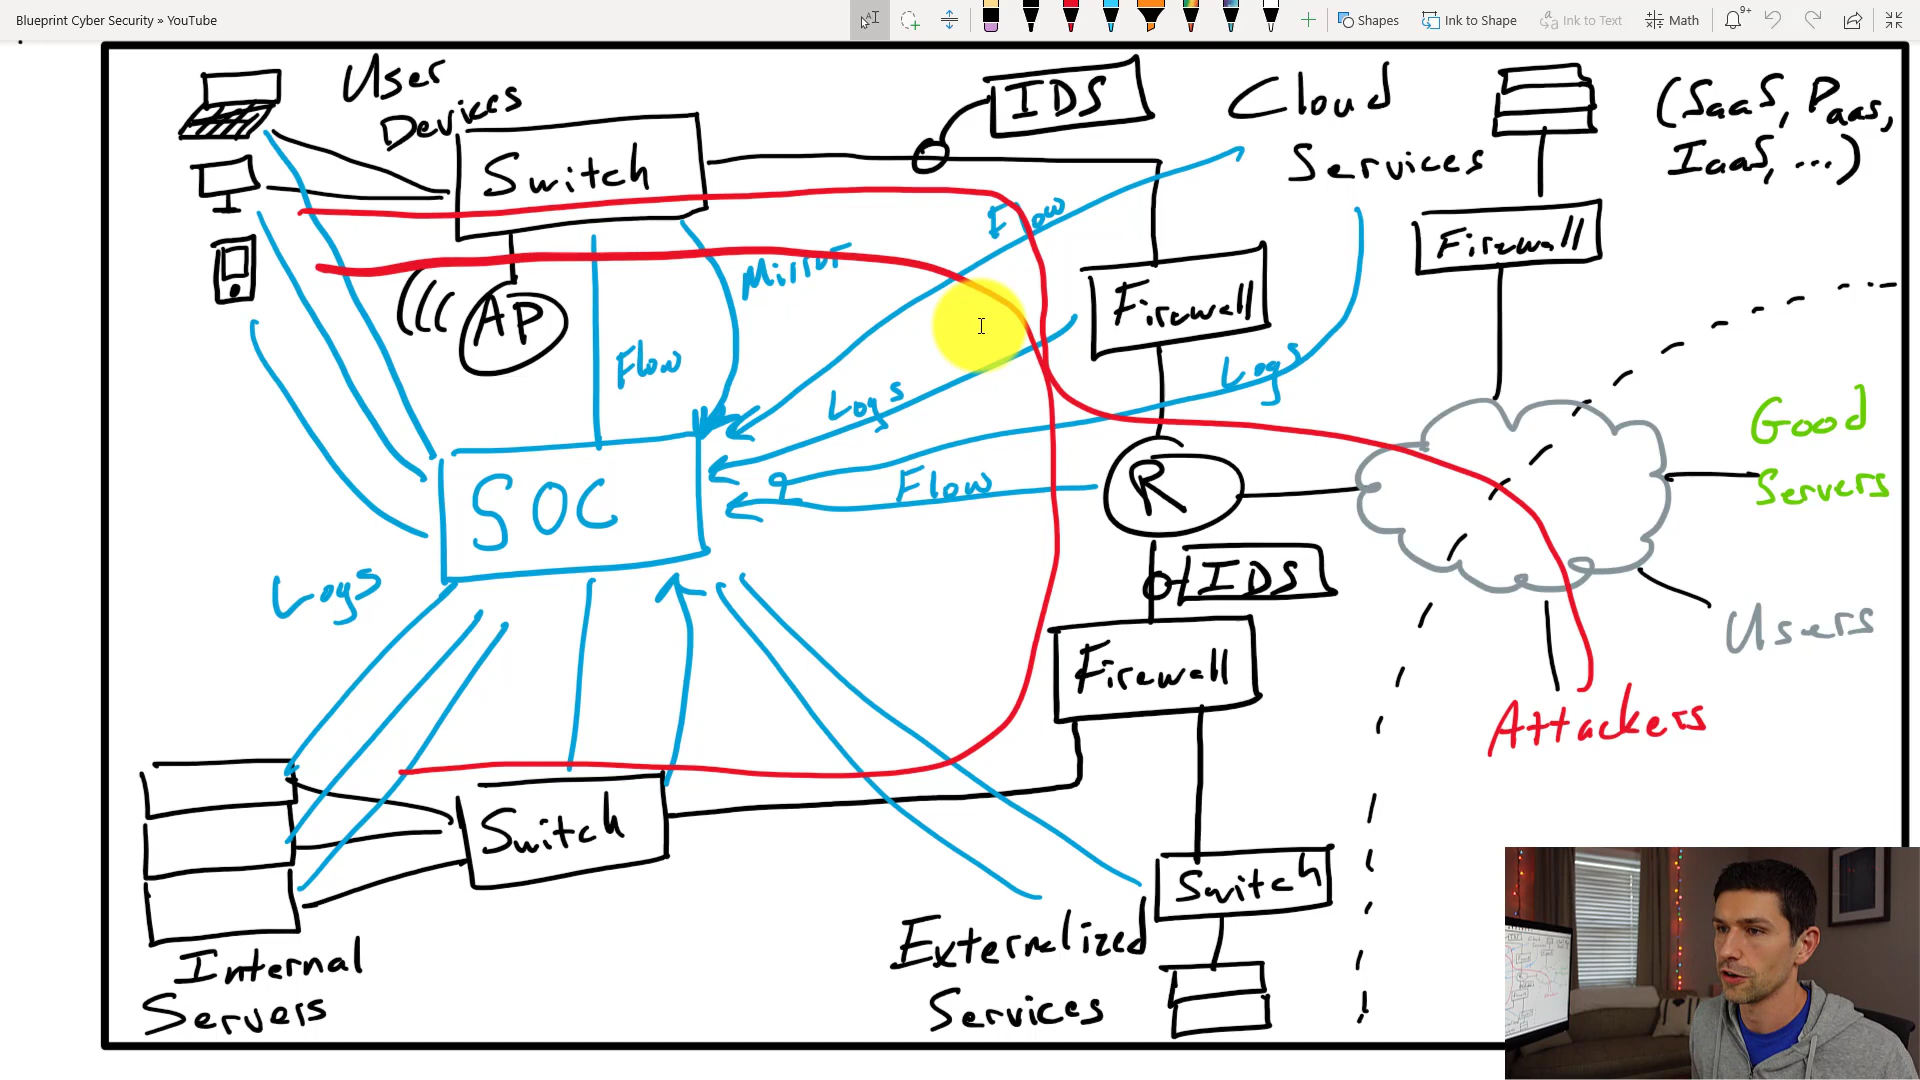 Blueprint Cyber Security » YouTube
Shapes
Ink to Shape
Ink to Text
Math
9+
User
Devices
Switch
IDS
Cloud
Services
(SaaS, Paas,
IaaS, ...)
Firewall
Flow
Mirror
AP
Flow
Firewall
Logs
Logs
Good
Servers
SOC
Flow
R
IDS
Logs
Users
Firewall
Attackers
Switch
Switch
Internal
Servers
Externalized
Services